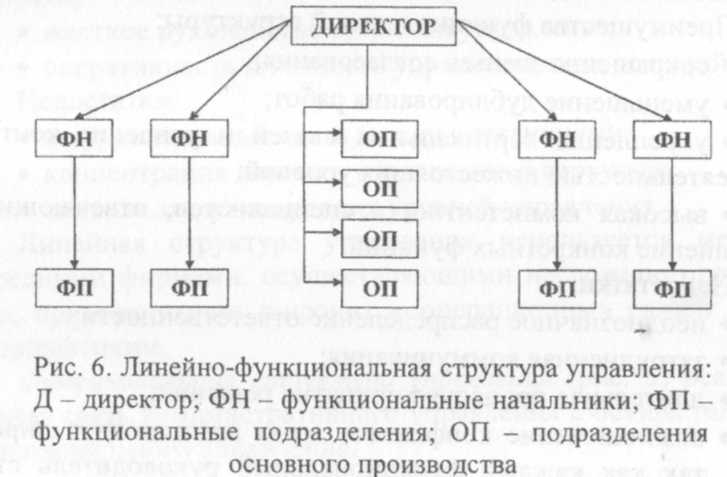 ДИРЕКТОР
ФН ФН ОП ФН ФН
ОП
ОП
ФП ФП ОП ФП ФП
Рис. 6. Линейно-функциональная структура управления:
Д – директор; ФН - функциональные начальники; ФП –
функциональные подразделения; ОП – подразделения
основного производства